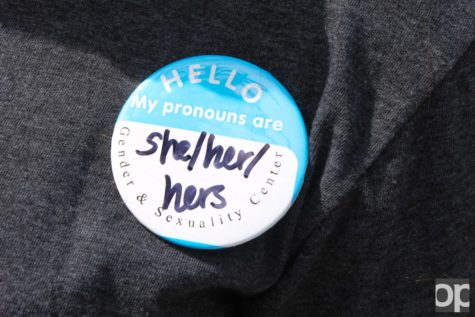 HELLO
My pronouns are
she/her/
hers
Gender & Sexuality Center
op